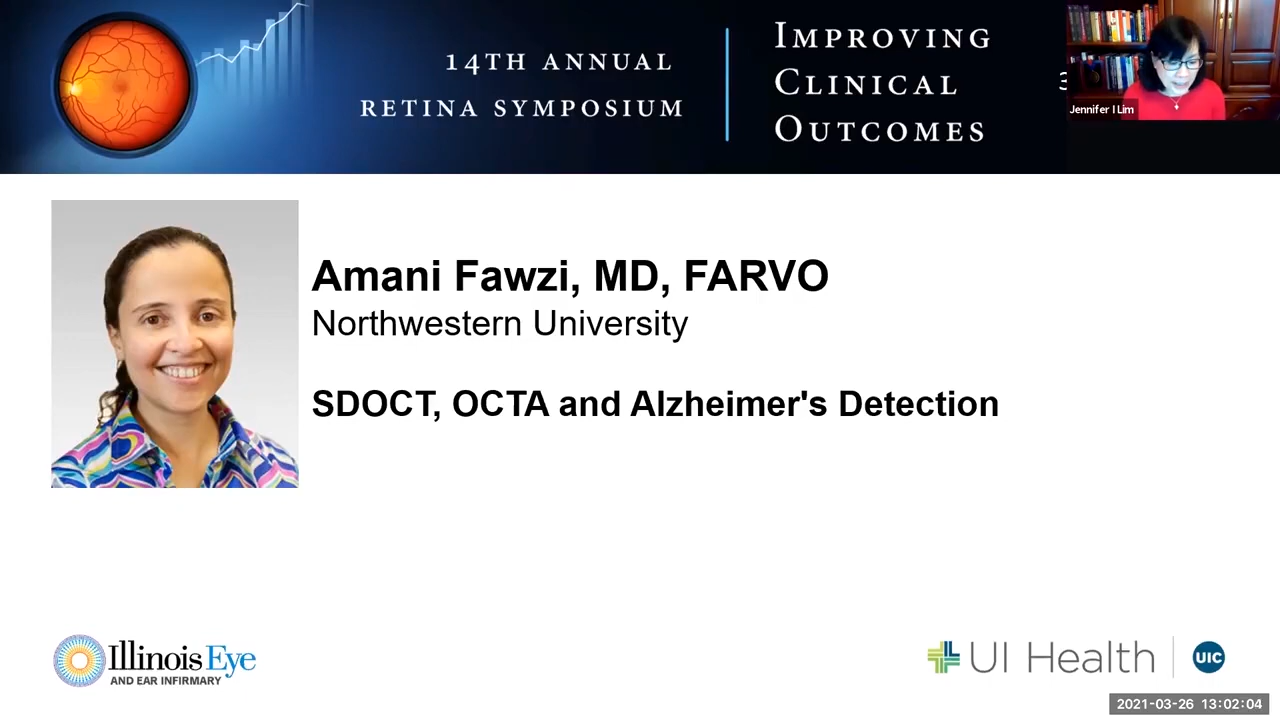 14TH ANNUAL
RETINA SYMPOSIUM
IMPROVING
CLINICAL
OUTCOMES
3
Jennifer I Lim
Amani Fawzi, MD, FARVO
Northwestern University
SDOCT, OCTA and Alzheimer's Detection
Illinois Eye
AND EAR INFIRMARY
UI Health
UIC
2021-03-26 13:02:04